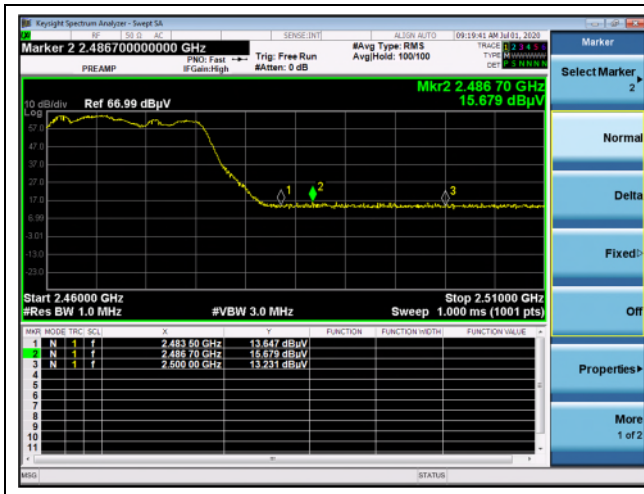 Keysight Spectrum Analyzer - Swept SA
RF 50 Ω AC SENSE:INT ALIGN AUTO 09:19:41 AM Jul 01, 2020
Marker 2 2.486700000000 GHz #Avg Type: RMS TRACE 1 2 3 4 5 6
PNO: Fast Trig: Free Run Avg|Hold: 100/100 TYPE
PREAMP IFGain:High #Atten: 0 dB DET P S N N N N
Mkr2 2.486 70 GHz
10 dB/div Ref 66.99 dBµV 15.679 dBµV
Log
57.0
47.0
37.0
27.0
1 2 3
17.0
6.99
-3.01
-13.0
-23.0
Start 2.46000 GHz Stop 2.51000 GHz
#Res BW 1.0 MHz #VBW 3.0 MHz Sweep 1.000 ms (1001 pts)
MKR MODE TRC SCL X Y FUNCTION FUNCTION WIDTH FUNCTION VALUE
1 N 1 f 2.483 50 GHz 13.647 dBµV
2 N 1 f 2.486 70 GHz 15.679 dBµV
3 N 1 f 2.500 00 GHz 13.231 dBµV
4
5
6
7
8
9
10
11
MSG STATUS
Marker
Select Marker
2
Normal
Delta
Fixed
Off
Properties
More
1 of 2